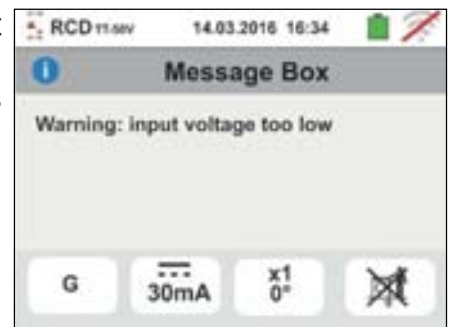 RCD 14.03.2016 16:34
Message Box
Warning: input voltage too low
G 30mA x1
0°